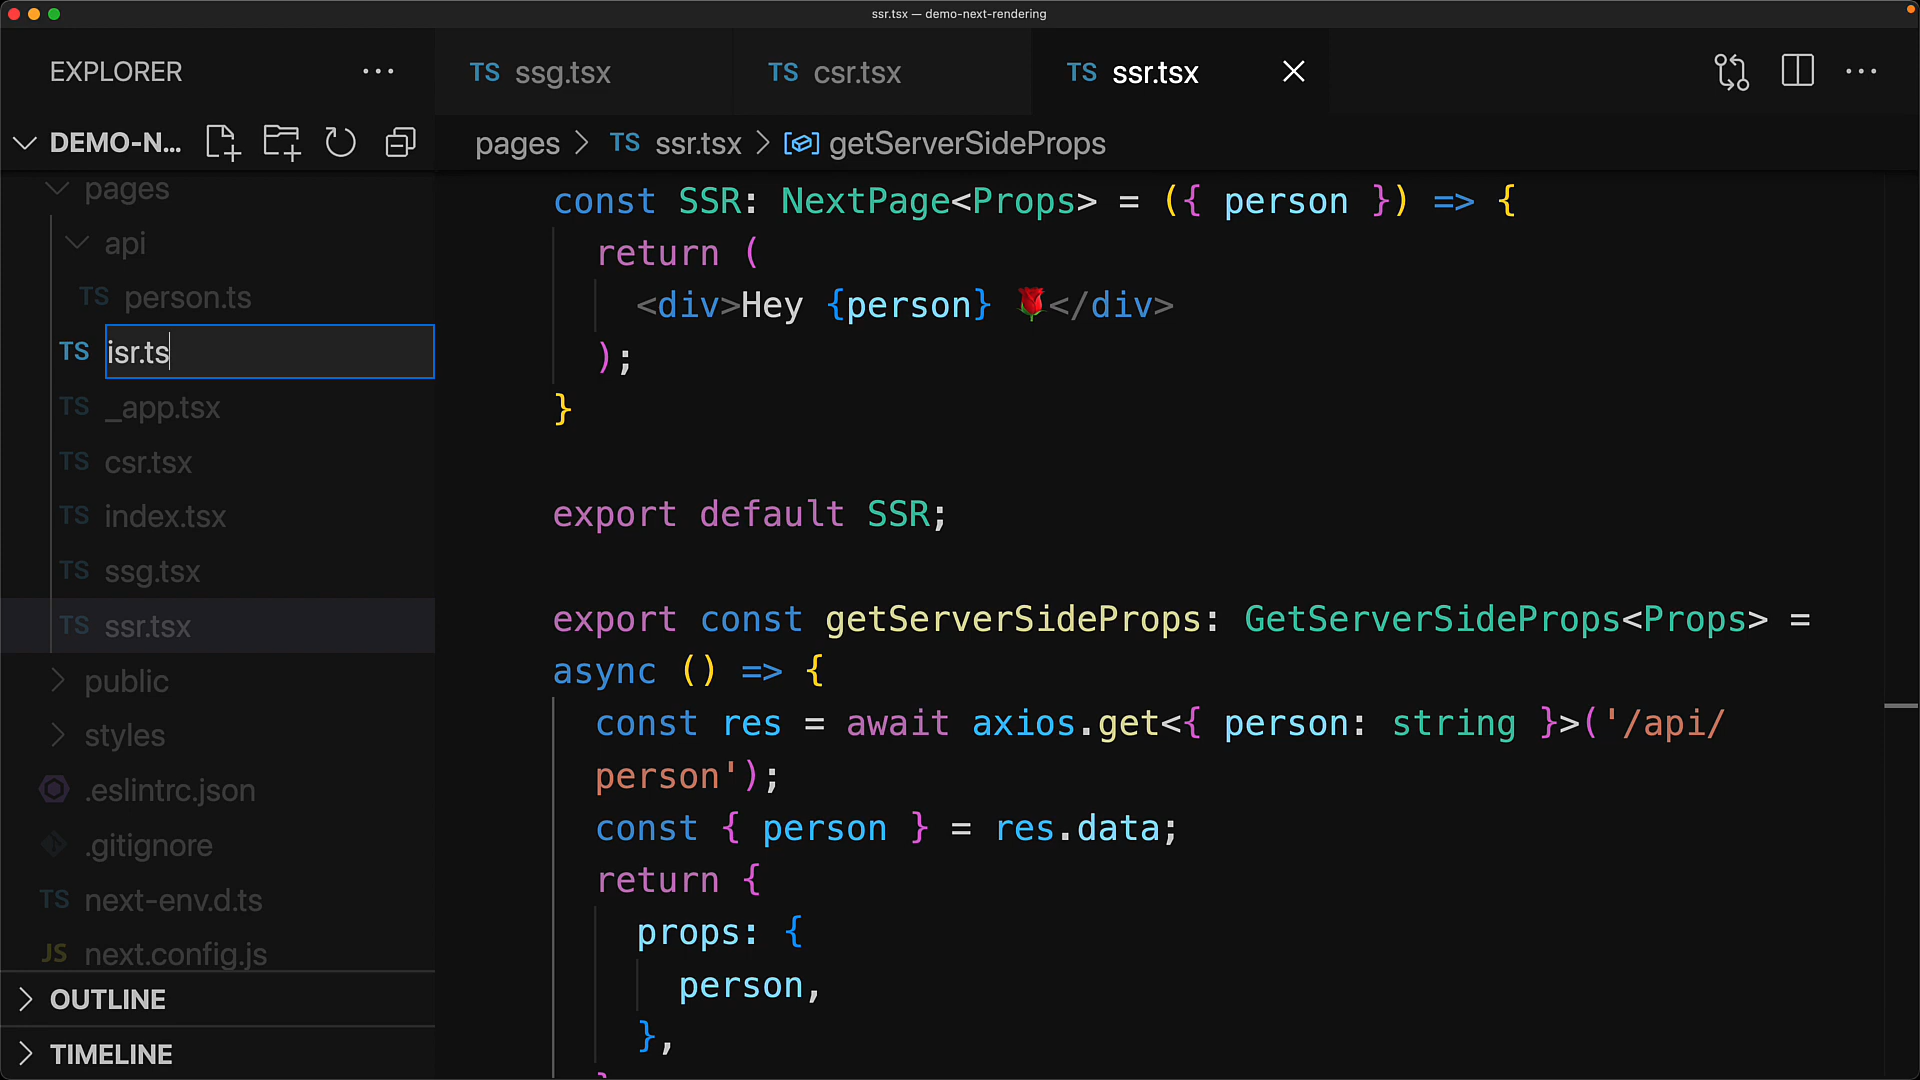 ssr.tsx — demo-next-rendering
EXPLORER
TS ssg.tsx
TS csr.tsx
TS ssr.tsx
DEMO-N...
pages > TS ssr.tsx > getServerSideProps
pages
api
TS person.ts
TS isr.ts
TS _app.tsx
TS csr.tsx
TS index.tsx
TS ssg.tsx
TS ssr.tsx
public
styles
.eslintrc.json
.gitignore
TS next-env.d.ts
JS next.config.js
OUTLINE
TIMELINE
const SSR: NextPage<Props> = ({ person }) => {
return (
<div>Hey {person} 🌹</div>
);
}
export default SSR;
export const getServerSideProps: GetServerSideProps<Props> =
async () => {
const res = await axios.get<{ person: string }>('/api/
person');
const { person } = res.data;
return {
props: {
person,
},